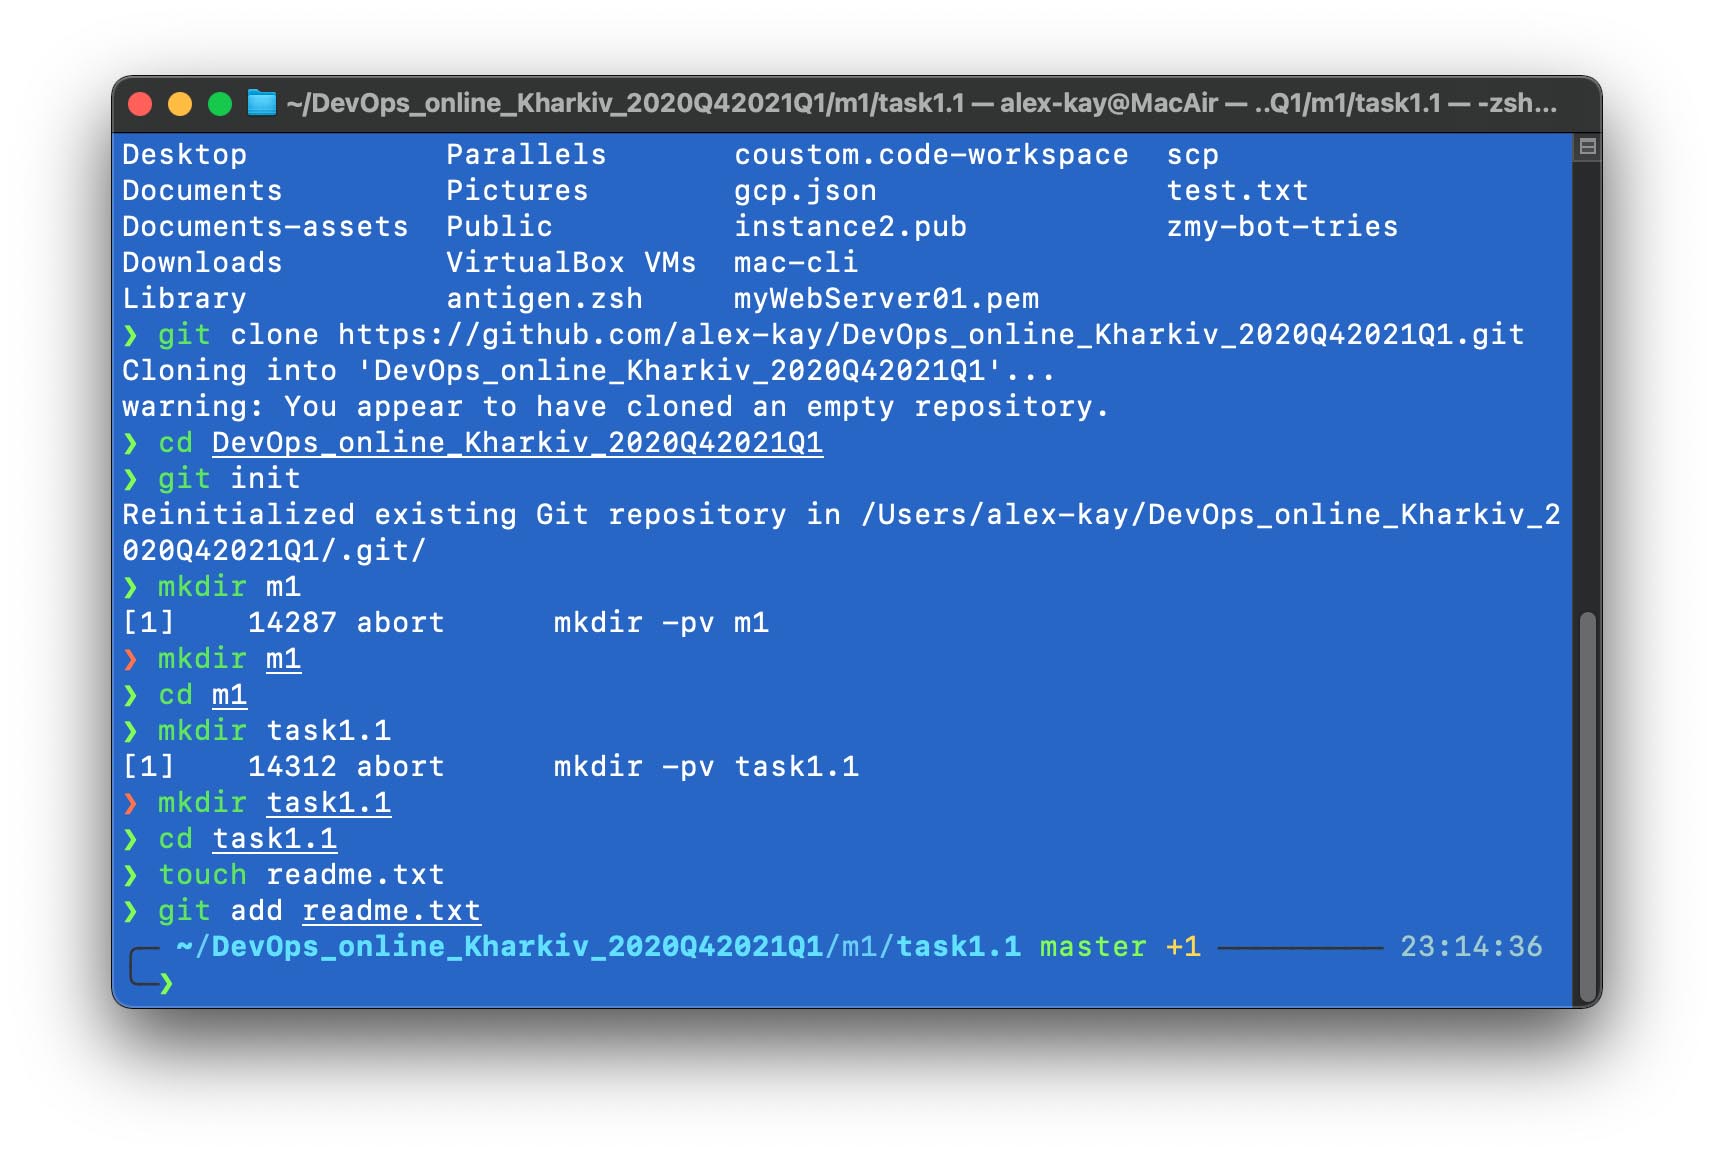 ~/DevOps_online_Kharkiv_2020Q42021Q1/m1/task1.1 — alex-kay@MacAir — ..Q1/m1/task1.1 — -zsh...
Desktop Parallels coustom.code-workspace scp
Documents Pictures gcp.json test.txt
Documents-assets Public instance2.pub zmy-bot-tries
Downloads VirtualBox VMs mac-cli
Library antigen.zsh myWebServer01.pem
❯ git clone https://github.com/alex-kay/DevOps_online_Kharkiv_2020Q42021Q1.git
Cloning into 'DevOps_online_Kharkiv_2020Q42021Q1'...
warning: You appear to have cloned an empty repository.
❯ cd DevOps_online_Kharkiv_2020Q42021Q1
❯ git init
Reinitialized existing Git repository in /Users/alex-kay/DevOps_online_Kharkiv_2
020Q42021Q1/.git/
❯ mkdir m1
[1] 14287 abort mkdir -pv m1
❯ mkdir m1
❯ cd m1
❯ mkdir task1.1
[1] 14312 abort mkdir -pv task1.1
❯ mkdir task1.1
❯ cd task1.1
❯ touch readme.txt
❯ git add readme.txt
~/DevOps_online_Kharkiv_2020Q42021Q1/m1/task1.1 master +1 23:14:36
❯